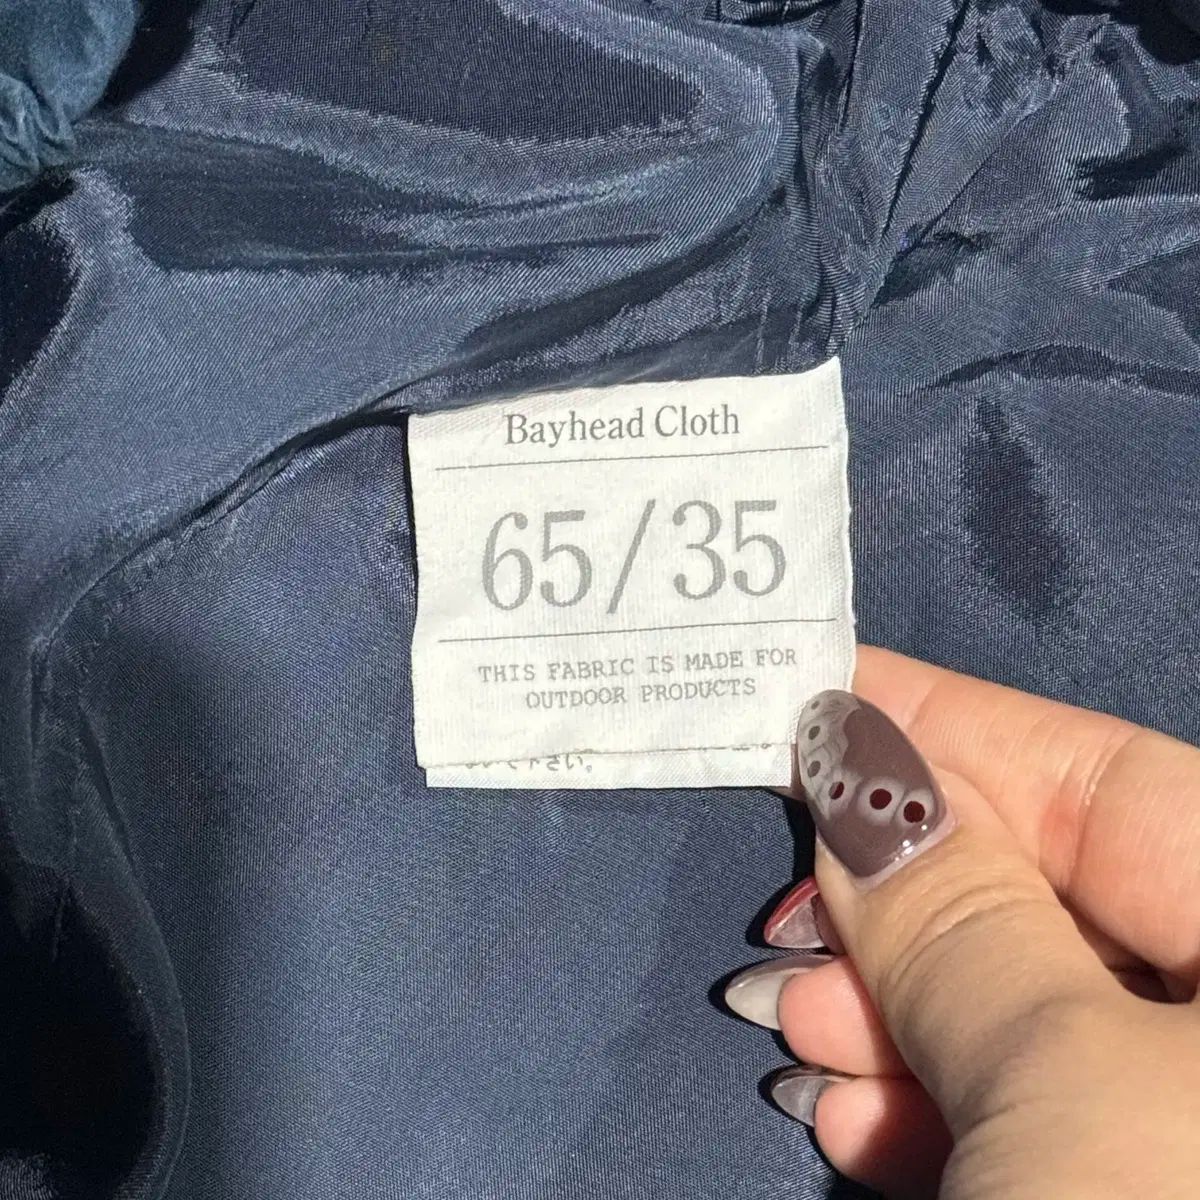 Bayhead Cloth
65/35
THIS FABRIC IS MADE FOR
OUTDOOR PRODUCTS